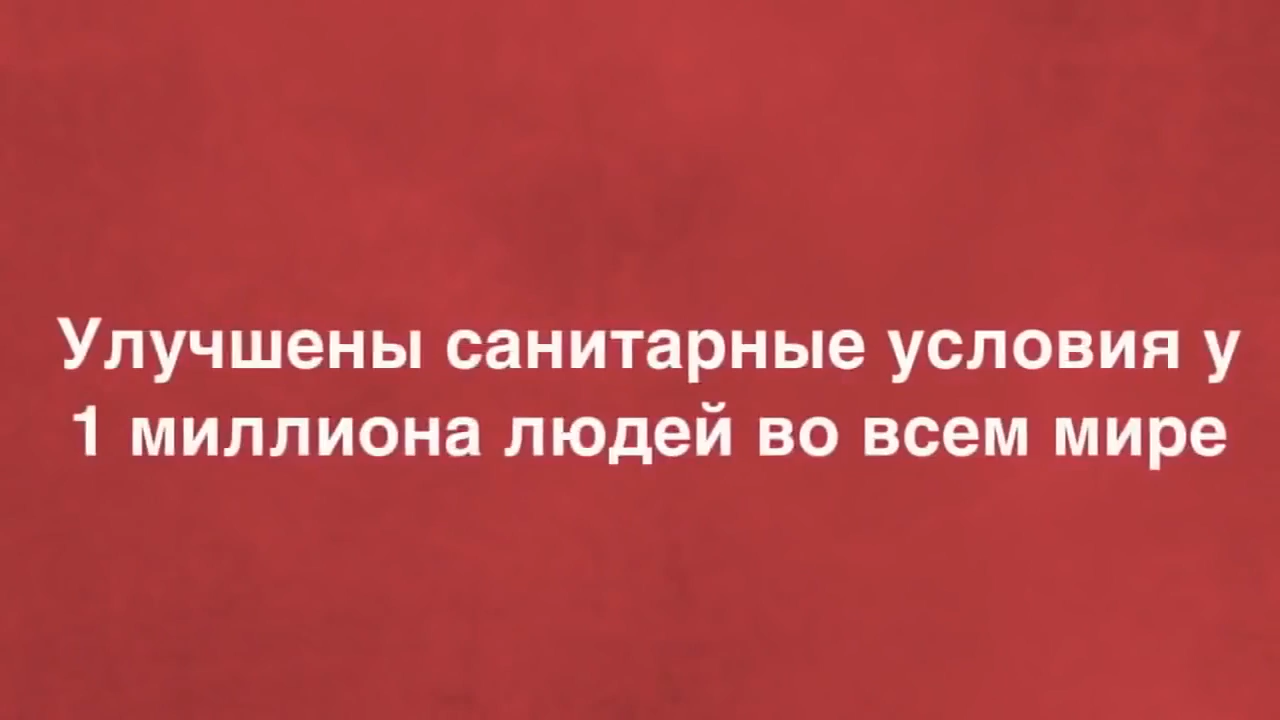 Улучшены санитарные условия у
1 миллиона людей во всем мире